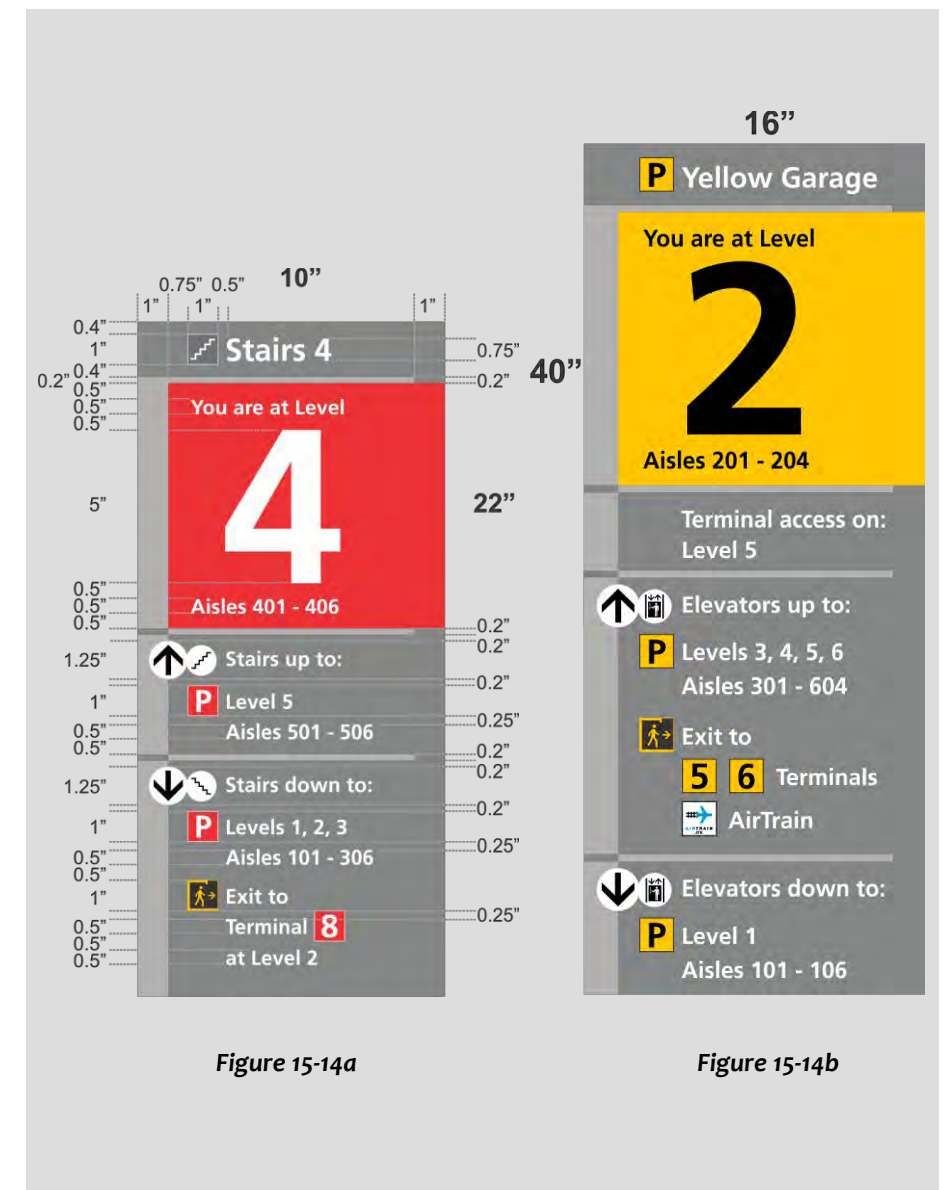 16”
P Yellow Garage
You are at Level
2
Aisles 201 - 204
40”
Terminal access on:
Level 5
Elevators up to:
P Levels 3, 4, 5, 6
Aisles 301 - 604
Exit to
5 6 Terminals
AIRTRAIN AirTrain
Elevators down to:
P Level 1
Aisles 101 - 106
Figure 15-14b
10”
0.75” 0.5”
1” 1” 1”
Stairs 4
You are at Level
4
Aisles 401 - 406
Stairs up to:
P Level 5
Aisles 501 - 506
Stairs down to:
P Levels 1, 2, 3
Aisles 101 - 306
Exit to
Terminal 8
at Level 2
0.4”
1”
0.4”
0.2”
0.5”
0.5”
0.5”
5”
0.5”
0.5”
0.5”
1.25”
1”
0.5”
0.5”
1.25”
1”
0.5”
0.5”
1”
0.5”
0.5”
0.5”
0.75”
0.2”
22”
0.2”
0.2”
0.2”
0.25”
0.2”
0.2”
0.2”
0.25”
0.25”
Figure 15-14a